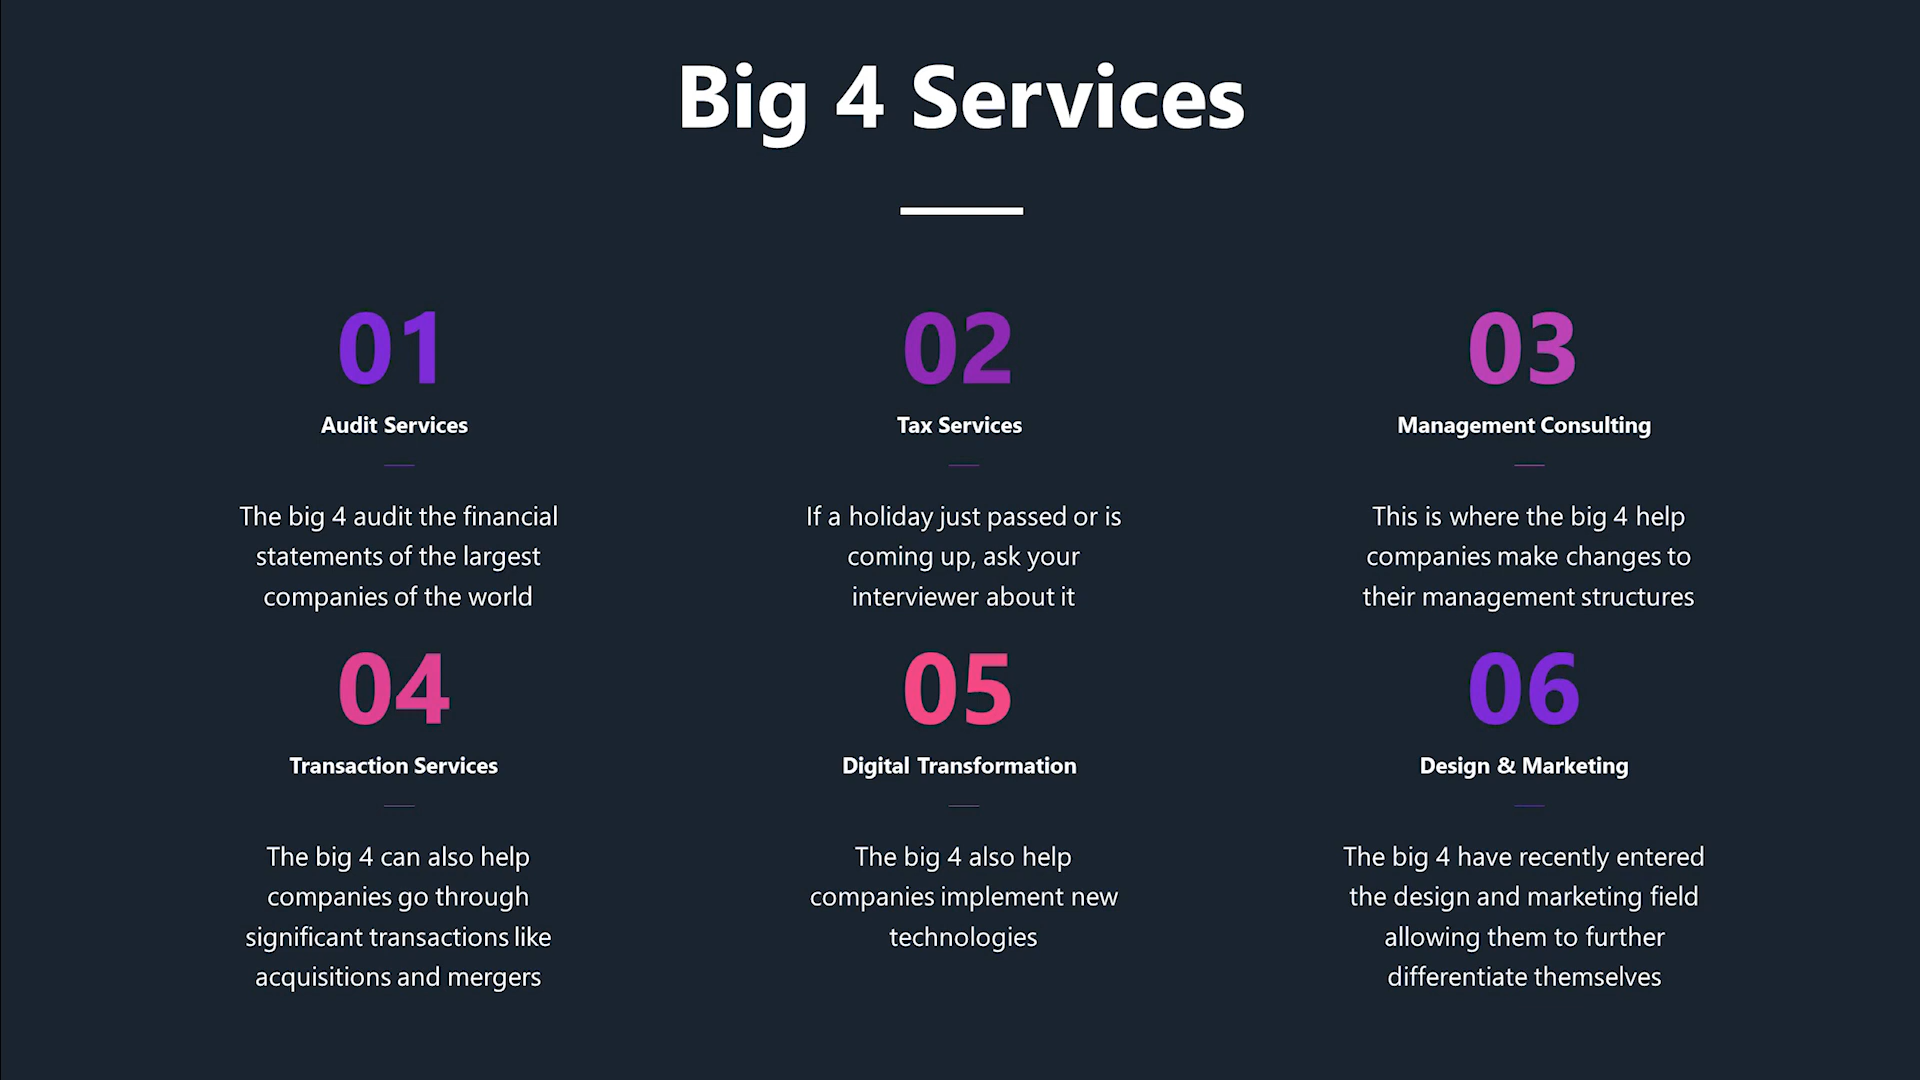 Big 4 Services
01
Audit Services
The big 4 audit the financial
statements of the largest
companies of the world
02
Tax Services
If a holiday just passed or is
coming up, ask your
interviewer about it
03
Management Consulting
This is where the big 4 help
companies make changes to
their management structures
04
Transaction Services
The big 4 can also help
companies go through
significant transactions like
acquisitions and mergers
05
Digital Transformation
The big 4 also help
companies implement new
technologies
06
Design & Marketing
The big 4 have recently entered
the design and marketing field
allowing them to further
differentiate themselves